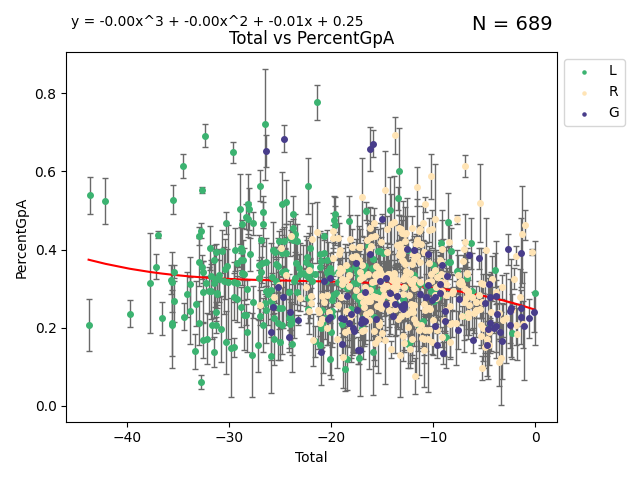 y = -0.00x^3 + -0.00x^2 + -0.01x + 0.25
N = 689
Total vs PercentGpA
L
R
G
0.8
0.6
0.4
0.2
0.0
PercentGpA
−40
−30
−20
−10
0
Total